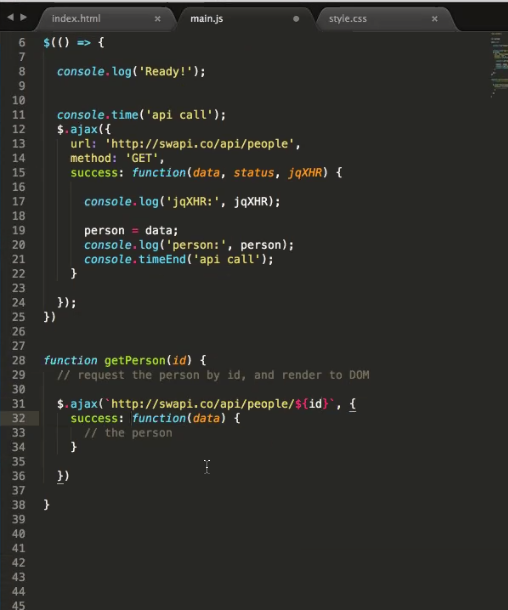 index.html × main.js style.css ×
6 $(() => {
7
8 console.log('Ready!');
9
10
11 console.time('api call');
12 $.ajax({
13 url: 'http://swapi.co/api/people',
14 method: 'GET',
15 success: function(data, status, jqXHR) {
16
17 console.log('jqXHR:', jqXHR);
18
19 person = data;
20 console.log('person:', person);
21 console.timeEnd('api call');
22 }
23
24 });
25 })
26
27
28 function getPerson(id) {
29 // request the person by id, and render to DOM
30
31 $.ajax(`http://swapi.co/api/people/${id}`, {
32 success: function(data) {
33 // the person
34 }
35
36 })
37
38 }
39
40
41
42
43
44
45